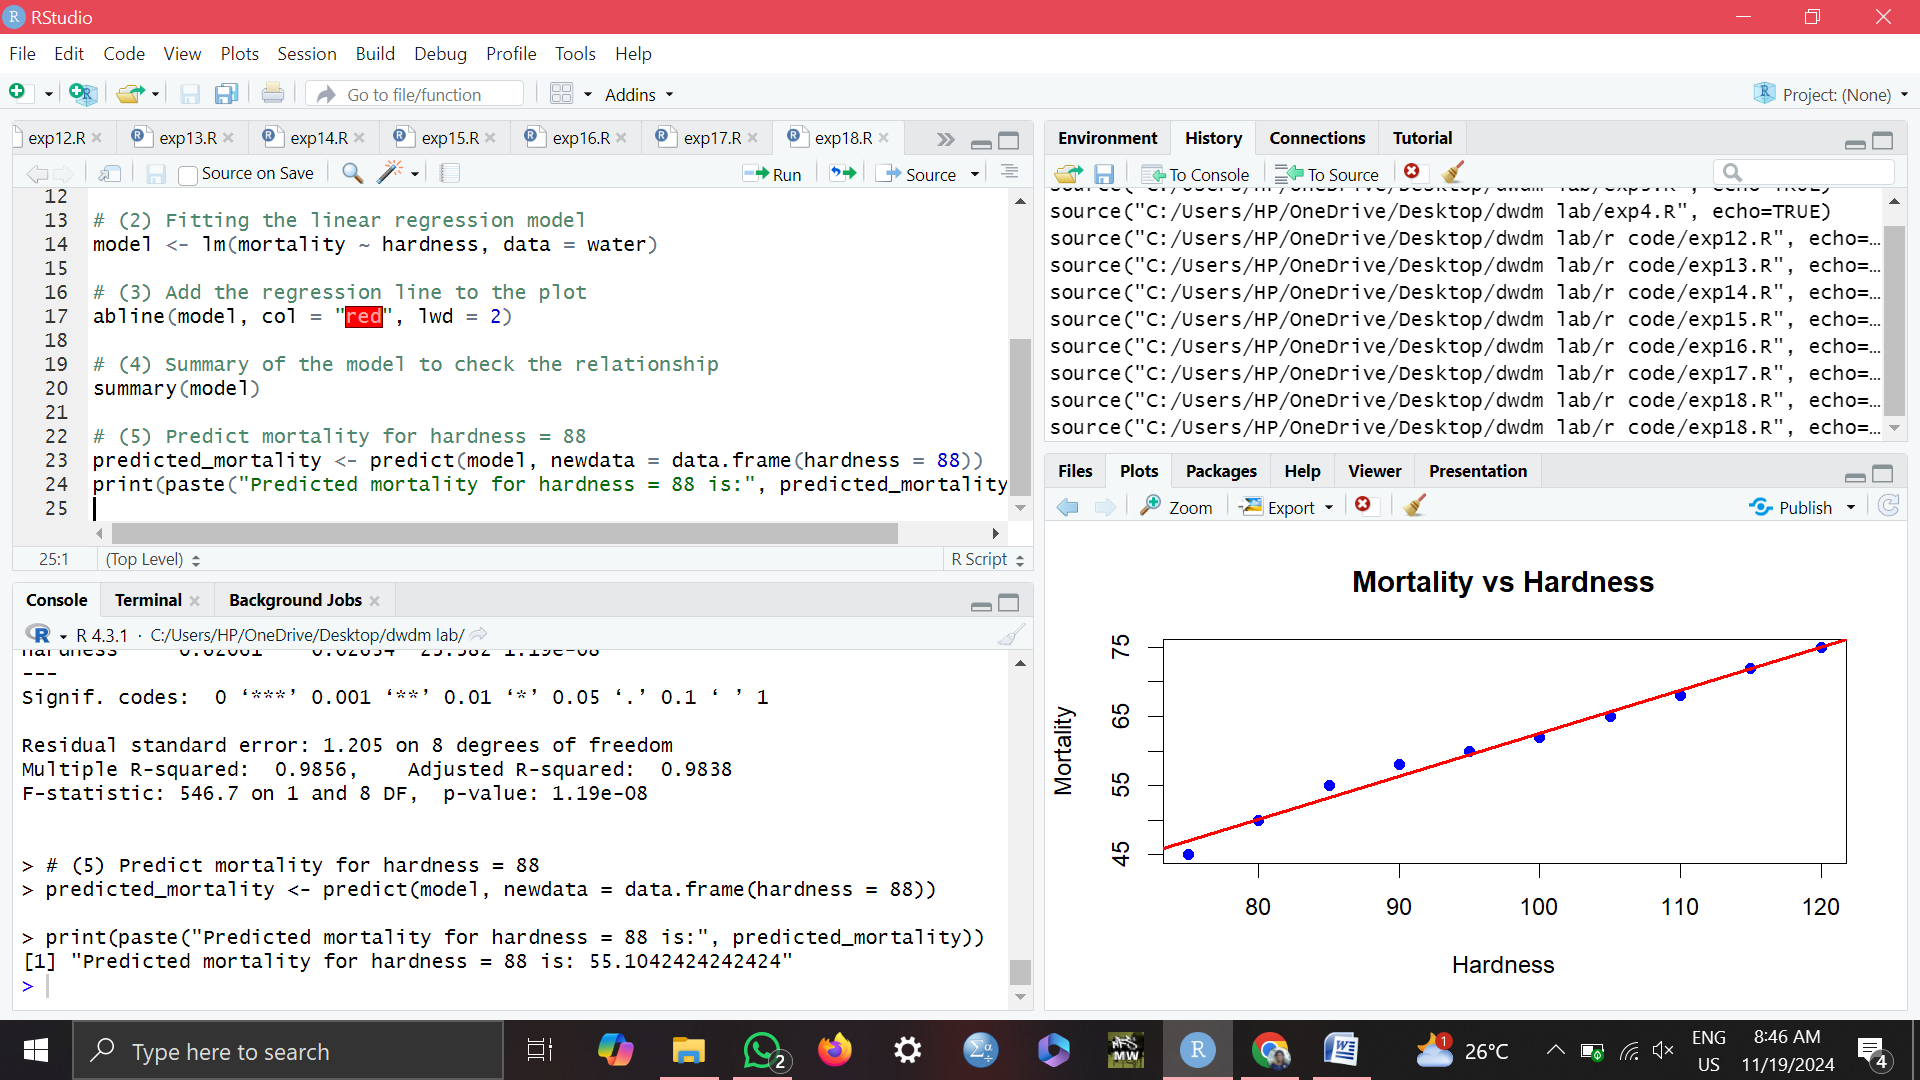 RStudio
File Edit Code View Plots Session Build Debug Profile Tools Help
Go to file/function
Addins
Project: (None)
exp12.R
exp13.R
exp14.R
exp15.R
exp16.R
exp17.R
exp18.R
Source on Save
Run
Source
12
13 # (2) Fitting the linear regression model
14 model <- lm(mortality ~ hardness, data = water)
15
16 # (3) Add the regression line to the plot
17 abline(model, col = "red", lwd = 2)
18
19 # (4) Summary of the model to check the relationship
20 summary(model)
21
22 # (5) Predict mortality for hardness = 88
23 predicted_mortality <- predict(model, newdata = data.frame(hardness = 88))
24 print(paste("Predicted mortality for hardness = 88 is:", predicted_mortality
25
25:1 (Top Level) R Script
Console Terminal Background Jobs
R 4.3.1 · C:/Users/HP/OneDrive/Desktop/dwdm lab/
---
Signif. codes:  0 ‘***’ 0.001 ‘**’ 0.01 ‘*’ 0.05 ‘.’ 0.1 ‘ ’ 1
Residual standard error: 1.205 on 8 degrees of freedom
Multiple R-squared:  0.9856,	Adjusted R-squared:  0.9838
F-statistic: 546.7 on 1 and 8 DF,  p-value: 1.19e-08
> # (5) Predict mortality for hardness = 88
> predicted_mortality <- predict(model, newdata = data.frame(hardness = 88))
> print(paste("Predicted mortality for hardness = 88 is:", predicted_mortality))
[1] "Predicted mortality for hardness = 88 is: 55.1042424242424"
>
Environment History Connections Tutorial
To Console
To Source
source("C:/Users/HP/OneDrive/Desktop/dwdm lab/exp4.R", echo=TRUE)
source("C:/Users/HP/OneDrive/Desktop/dwdm lab/r code/exp12.R", echo=…
source("C:/Users/HP/OneDrive/Desktop/dwdm lab/r code/exp13.R", echo=…
source("C:/Users/HP/OneDrive/Desktop/dwdm lab/r code/exp14.R", echo=…
source("C:/Users/HP/OneDrive/Desktop/dwdm lab/r code/exp15.R", echo=…
source("C:/Users/HP/OneDrive/Desktop/dwdm lab/r code/exp16.R", echo=…
source("C:/Users/HP/OneDrive/Desktop/dwdm lab/r code/exp17.R", echo=…
source("C:/Users/HP/OneDrive/Desktop/dwdm lab/r code/exp18.R", echo=…
source("C:/Users/HP/OneDrive/Desktop/dwdm lab/r code/exp18.R", echo=…
Files Plots Packages Help Viewer Presentation
Zoom
Export
Publish
Mortality vs Hardness
75
65
55
45
Mortality
80 90 100 110 120
Hardness
Type here to search
2
MW
R
1
26°C
ENG
US
8:46 AM
11/19/2024
4